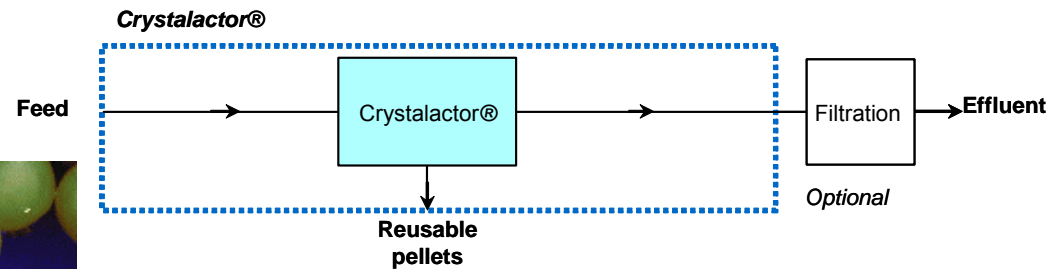 Crystalactor®
Feed
Crystalactor®
Filtration
Effluent
Optional
Reusable
pellets